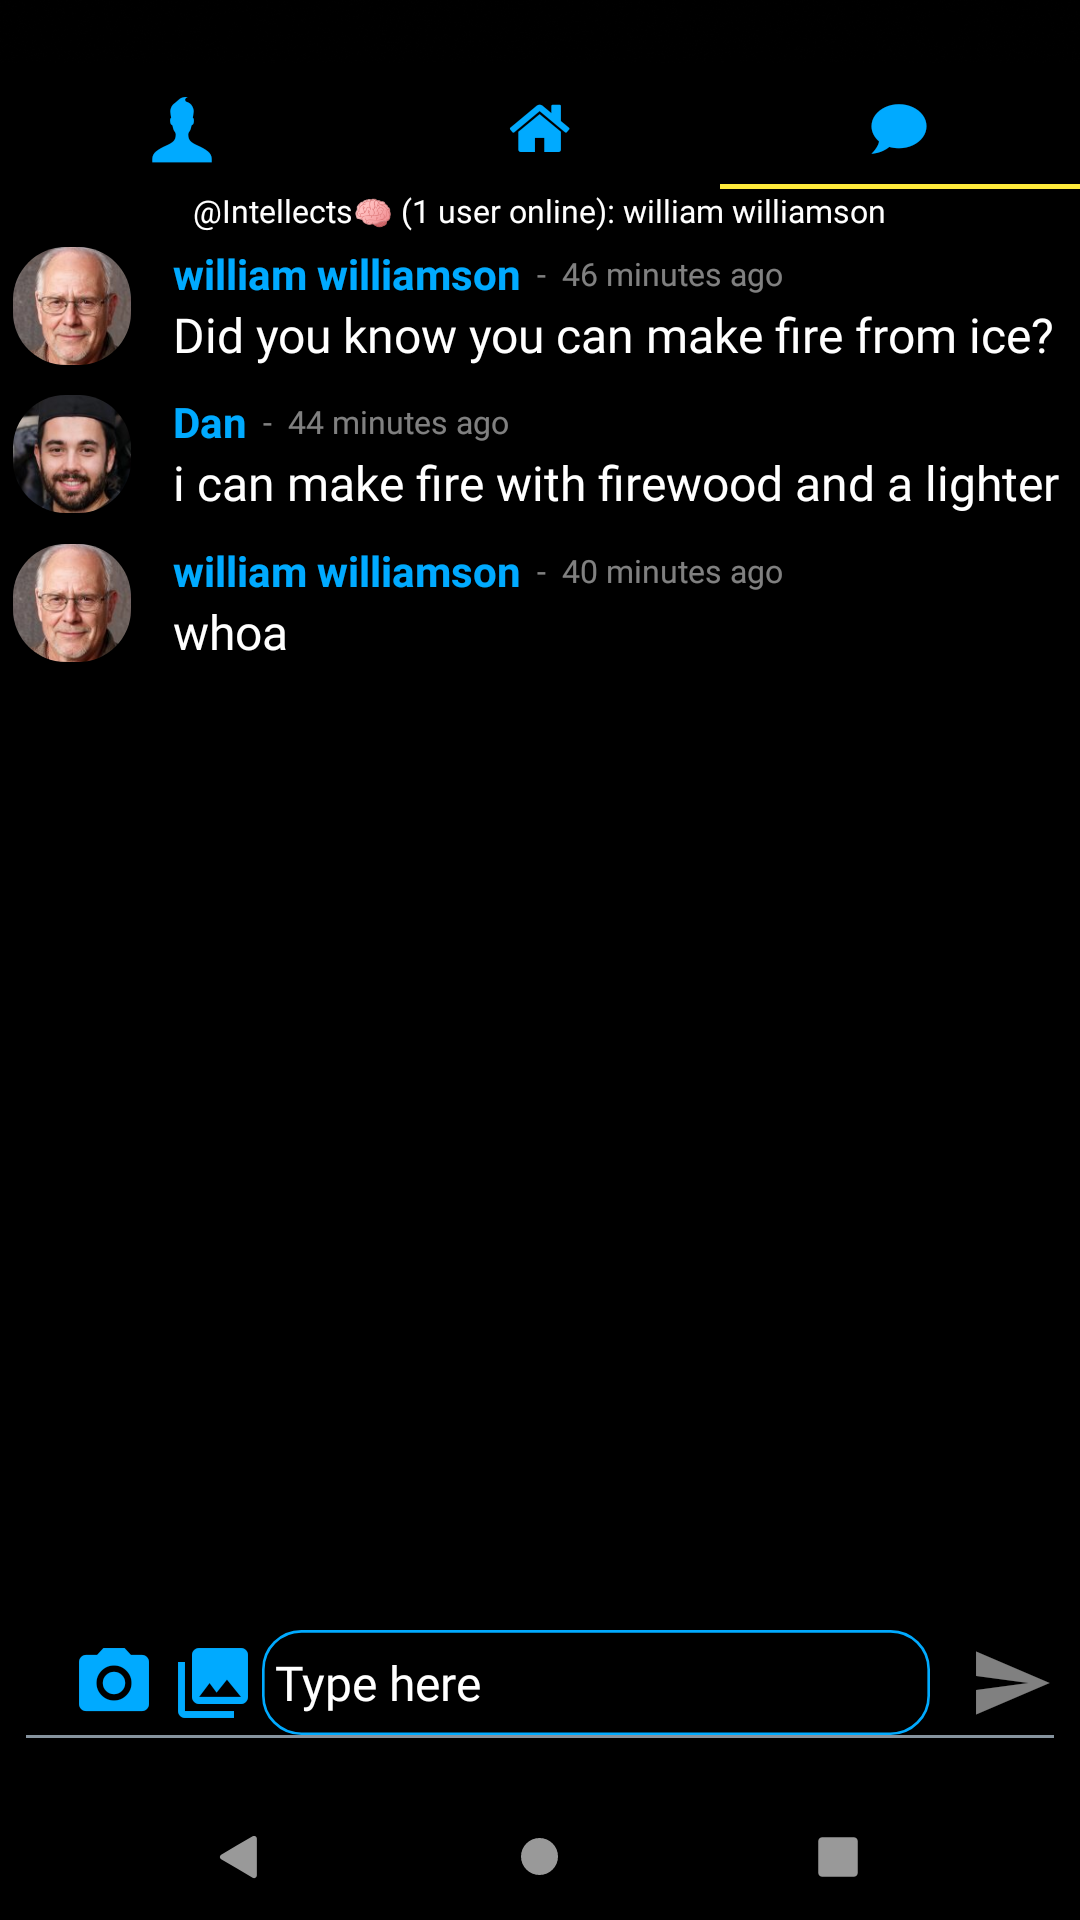 @Intellects🧠 (1 user online): william williamson
william williamson - 46 minutes ago
Did you know you can make fire from ice?
Dan - 44 minutes ago
i can make fire with firewood and a lighter
william williamson - 40 minutes ago
whoa
Type here